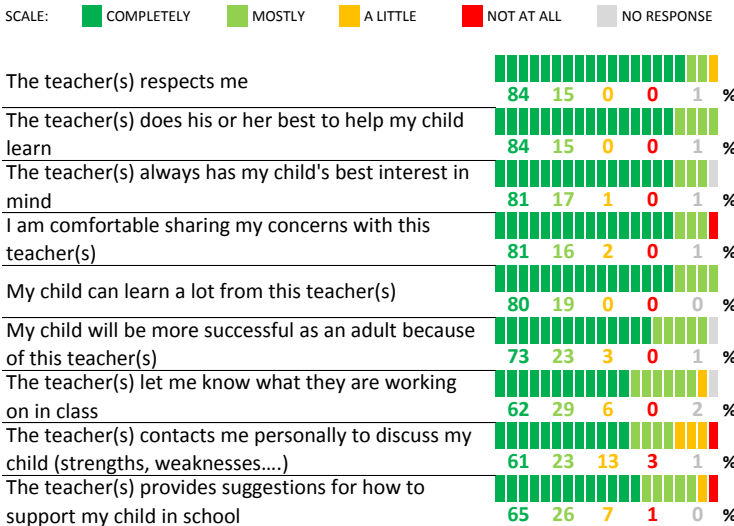 SCALE: COMPLETELY MOSTLY A LITTLE NOT AT ALL NO RESPONSE
The teacher(s) respects me
84 15 0 0 1 %
The teacher(s) does his or her best to help my child
learn
84 15 0 0 1 %
The teacher(s) always has my child's best interest in
mind
81 17 1 0 1 %
I am comfortable sharing my concerns with this
teacher(s)
81 16 2 0 1 %
My child can learn a lot from this teacher(s)
80 19 0 0 0 %
My child will be more successful as an adult because
of this teacher(s)
73 23 3 0 1 %
The teacher(s) let me know what they are working
on in class
62 29 6 0 2 %
The teacher(s) contacts me personally to discuss my
child (strengths, weaknesses....)
61 23 13 3 1 %
The teacher(s) provides suggestions for how to
support my child in school
65 26 7 1 0 %